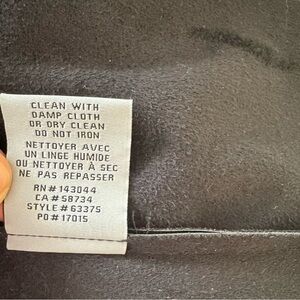 CLEAN WITH
DAMP CLOTH
OR DRY CLEAN
DO NOT IRON
NETTOYER AVEC
UN LINGE HUMIDE
OU NETTOYER À SEC
NE PAS REPASSER
RN # 143044
CA # 58734
STYLE # 63375
PO # 17015